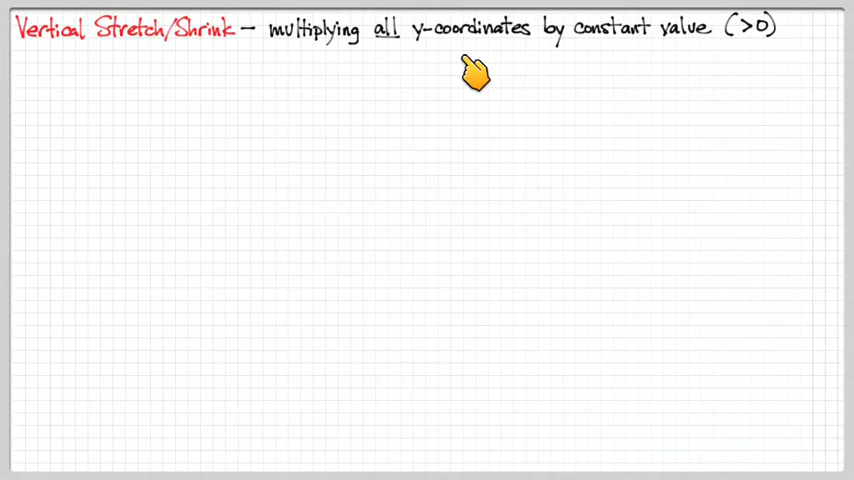 Vertical Stretch/Shrink – multiplying all y-coordinates by constant value (>0)